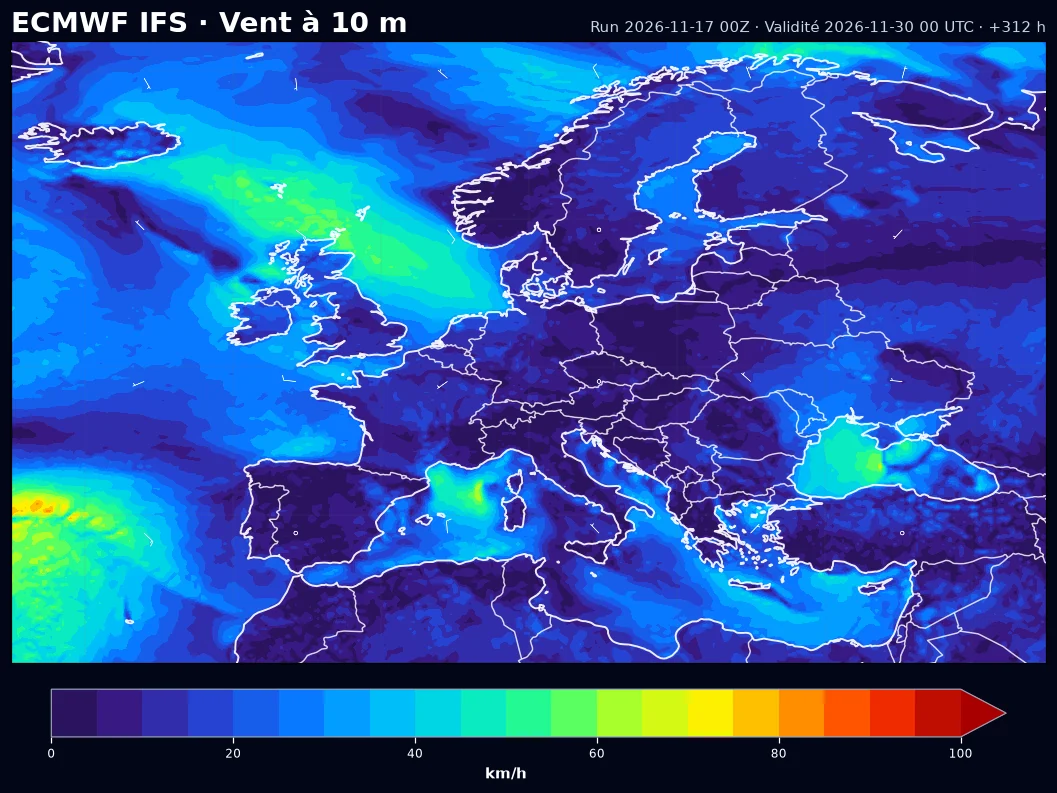 ECMWF IFS · Vent à 10 m
Run 2026-11-17 00Z · Validité 2026-11-30 00 UTC · +312 h
0 20 40 60 80 100
km/h